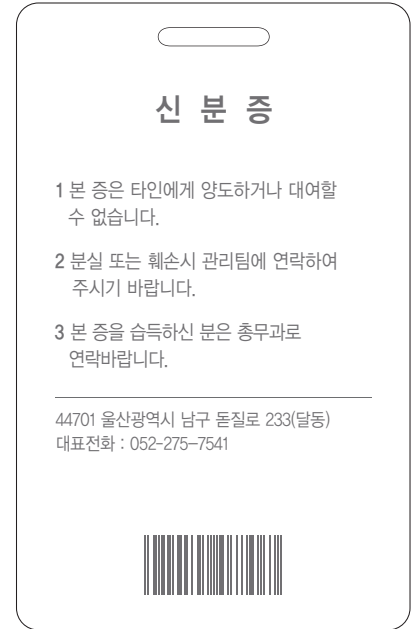 신 분 증
1 본 증은 타인에게 양도하거나 대여할
수 없습니다.
2 분실 또는 훼손시 관리팀에 연락하여
주시기 바랍니다.
3 본 증을 습득하신 분은 총무과로
연락바랍니다.
44701 울산광역시 남구 돋질로 233(달동)
대표전화 : 052-275-7541